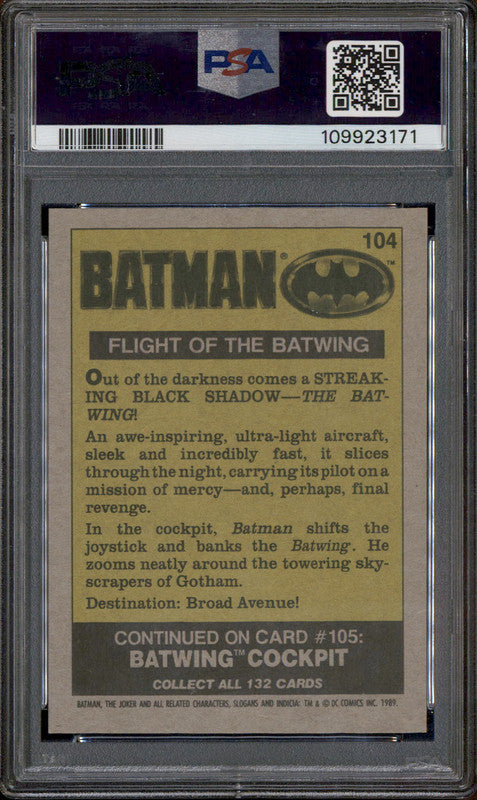 PSA
109923171
104
BATMAN®
TM
FLIGHT OF THE BATWING
Out of the darkness comes a STREAK-
ING BLACK SHADOW—THE BAT-
WING!
An awe-inspiring, ultra-light aircraft,
sleek and incredibly fast, it slices
through the night, carrying its pilot on a
mission of mercy—and, perhaps, final
revenge.
In the cockpit, Batman shifts the
joystick and banks the Batwing. He
zooms neatly around the towering sky-
scrapers of Gotham.
Destination: Broad Avenue!
CONTINUED ON CARD #105:
BATWING™ COCKPIT
COLLECT ALL 132 CARDS
BATMAN, THE JOKER AND ALL RELATED CHARACTERS, SLOGANS AND INDICIA: TM & © DC COMICS INC. 1989.